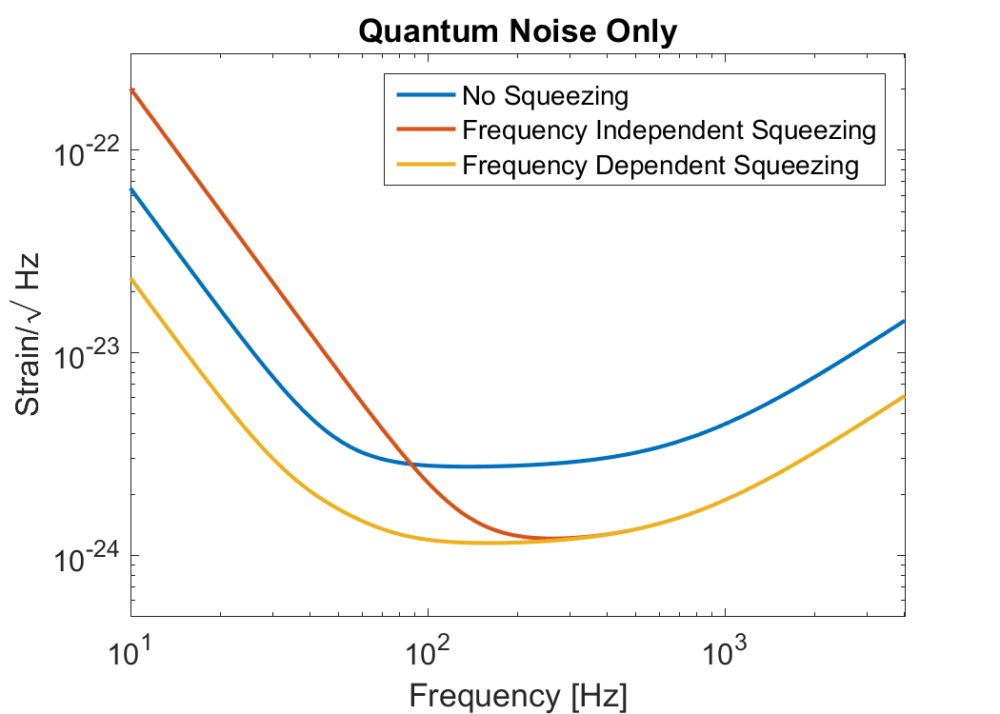 Quantum Noise Only
No Squeezing
Frequency Independent Squeezing
Frequency Dependent Squeezing
10^-22
10^-23
10^-24
Strain/√ Hz
10^1
10^2
10^3
Frequency [Hz]